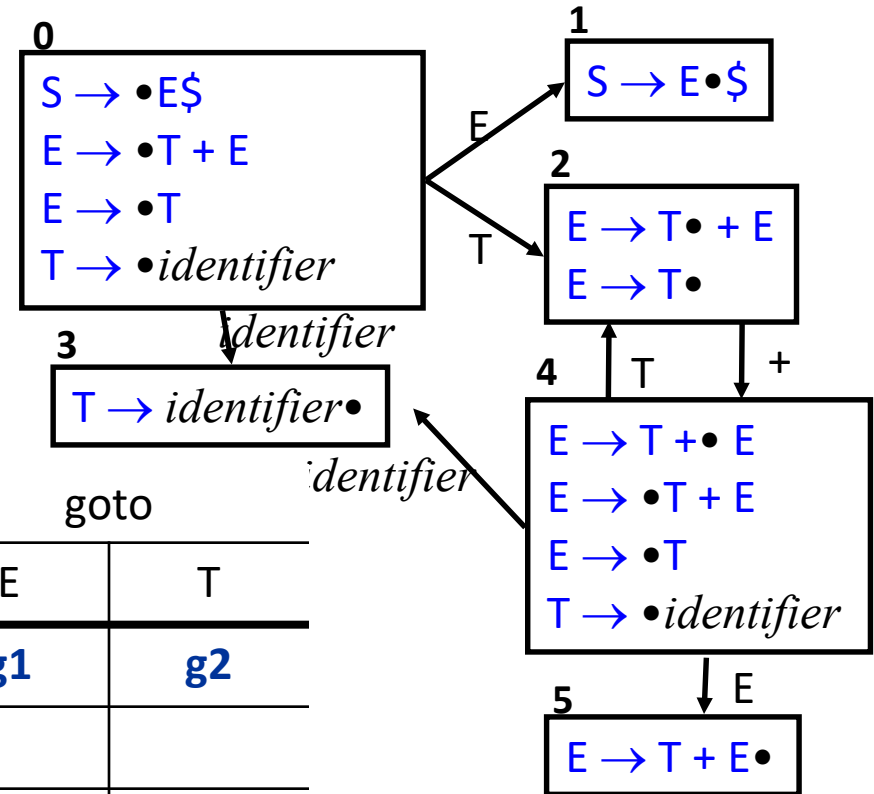 0
S → •E$
E → •T + E
E → •T
T → •identifier
E
T
1
S → E•$
2
E → T• + E
E → T•
identifier
3
T → identifier•
T
+
4
E → T +• E
E → •T + E
E → •T
T → •identifier
identifier
E
5
E → T + E•
goto
E T
g1 g2